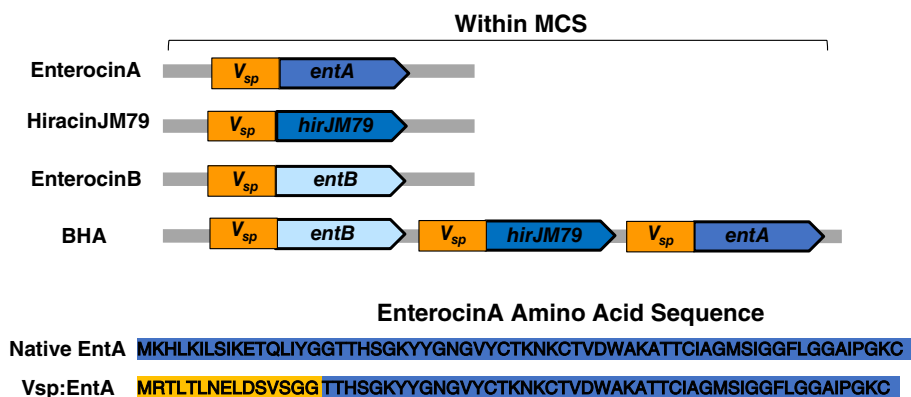 Within MCS
EnterocinA Vsp entA
HiracinJM79 Vsp hirJM79
EnterocinB Vsp entB
BHA Vsp entB Vsp hirJM79 Vsp entA
EnterocinA Amino Acid Sequence
Native EntA MKHLKILSIKETQLIYGGTTHSGKYYGNGVYCTKNKCTVDWAKATTCIAGMSIGGFLGGAIPGKC
Vsp:EntA MRTLTLNELDSVSGGTTHSGKYYGNGVYCTKNKCTVDWAKATTCIAGMSIGGFLGGAIPGKC